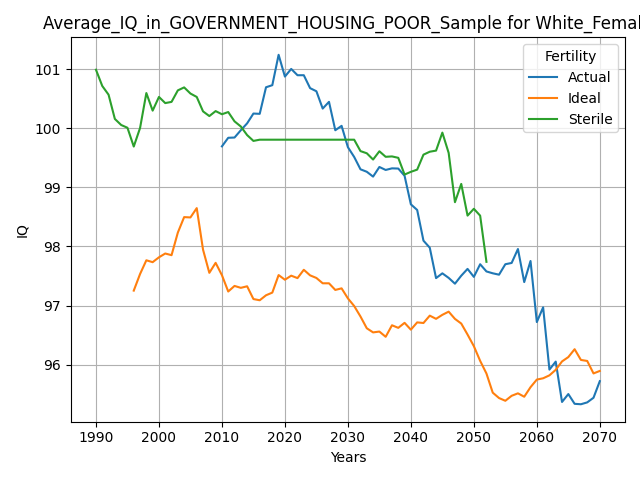 Average_IQ_in_GOVERNMENT_HOUSING_POOR_Sample for White_Femal
Fertility
Actual
Ideal
Sterile
101
100
99
98
97
96
IQ
1990 2000 2010 2020 2030 2040 2050 2060 2070
Years